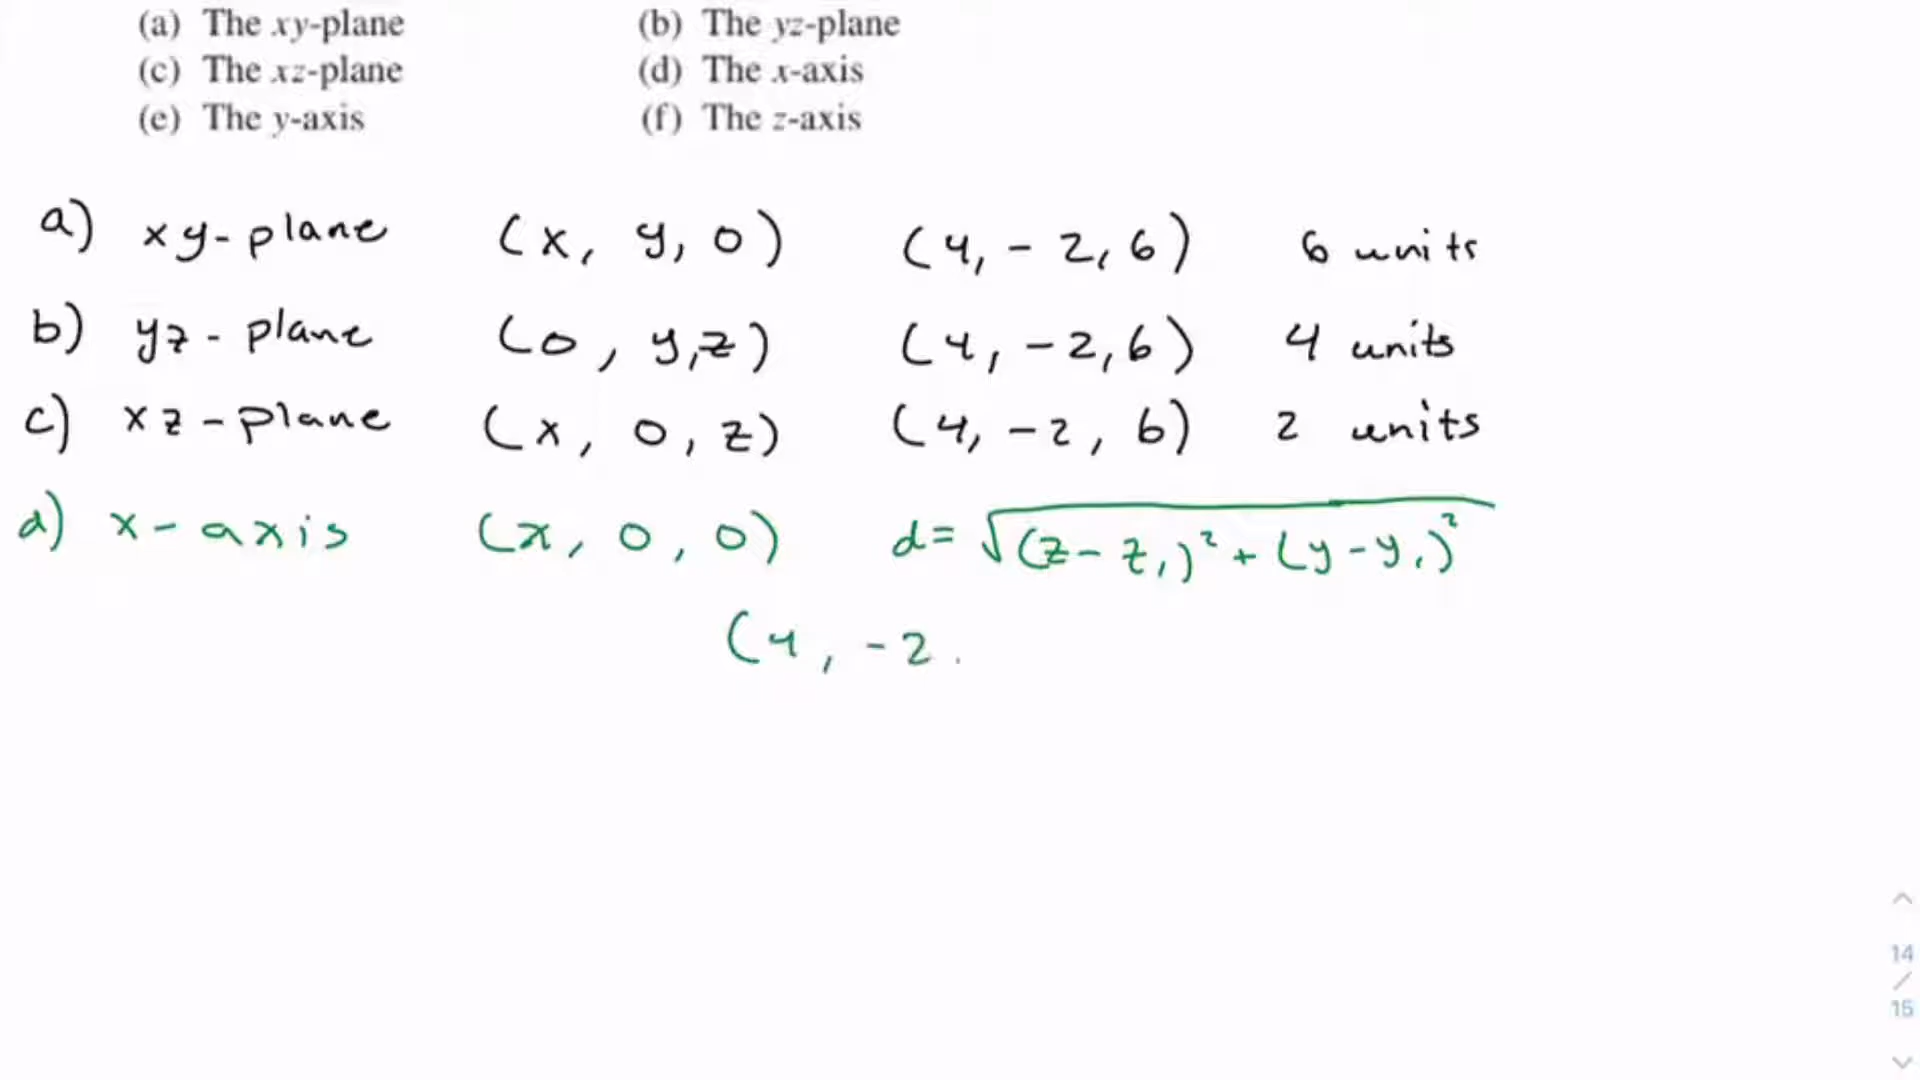 (a) The xy-plane (b) The yz-plane
(c) The xz-plane (d) The x-axis
(e) The y-axis (f) The z-axis
a) xy-plane (x, y, 0) (4, -2, 6) 6 units
b) yz-plane (0, y, z) (4, -2, 6) 4 units
c) xz-plane (x, 0, z) (4, -2, 6) 2 units
d) x-axis (x, 0, 0) d = √((z - z₁)² + (y - y₁)²)
(4, -2 .
14
/
15